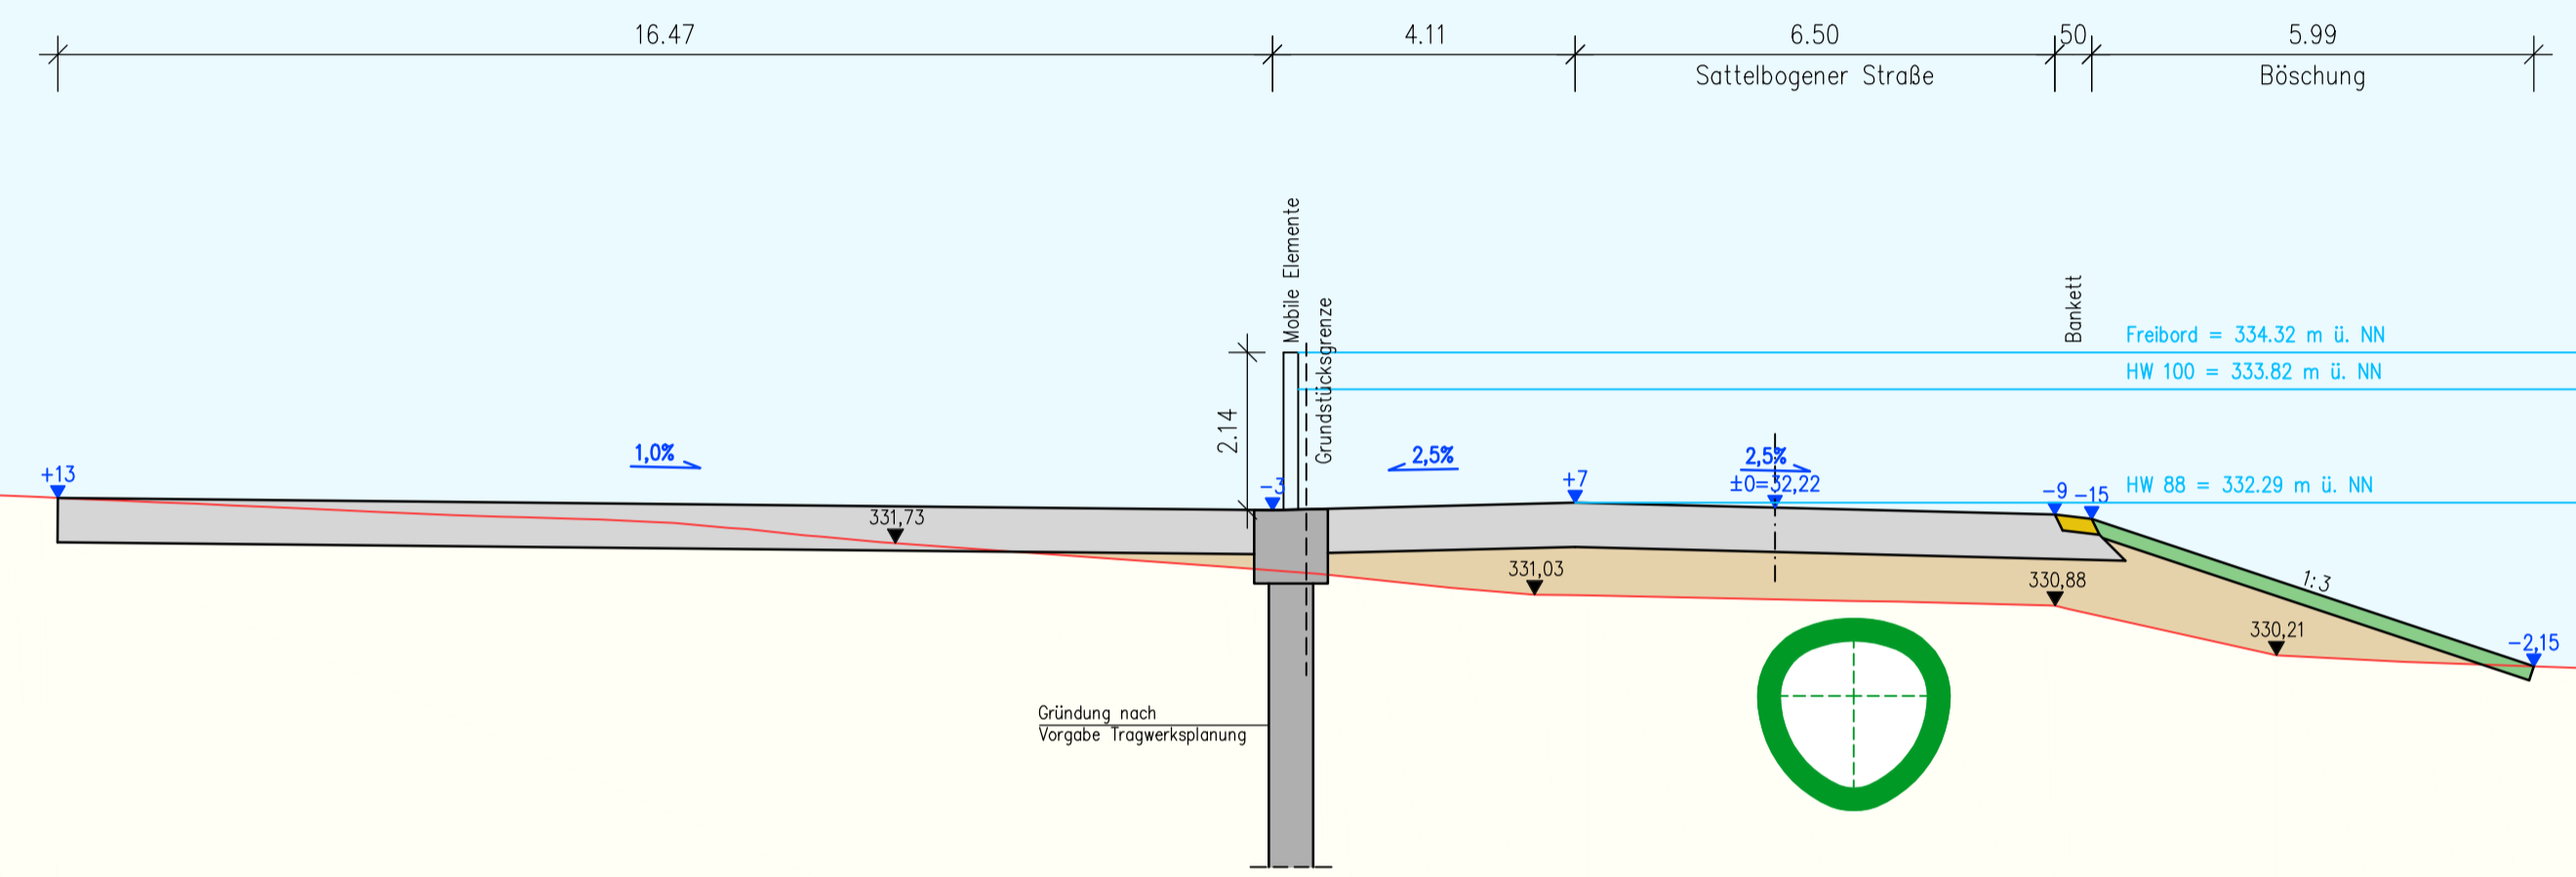 16.47
4.11
6.50
50
5.99
Sattelbogener Straße
Böschung
Mobile Elemente
Grundstücksgrenze
Bankett
Freibord = 334.32 m ü. NN
HW 100 = 333.82 m ü. NN
2.14
1,0%
2,5%
2,5%
+13
-3
+7
±0=32,22
-9
-15
HW 88 = 332.29 m ü. NN
331,73
331,03
330,88
1:3
330,21
-2,15
Gründung nach
Vorgabe Tragwerksplanung